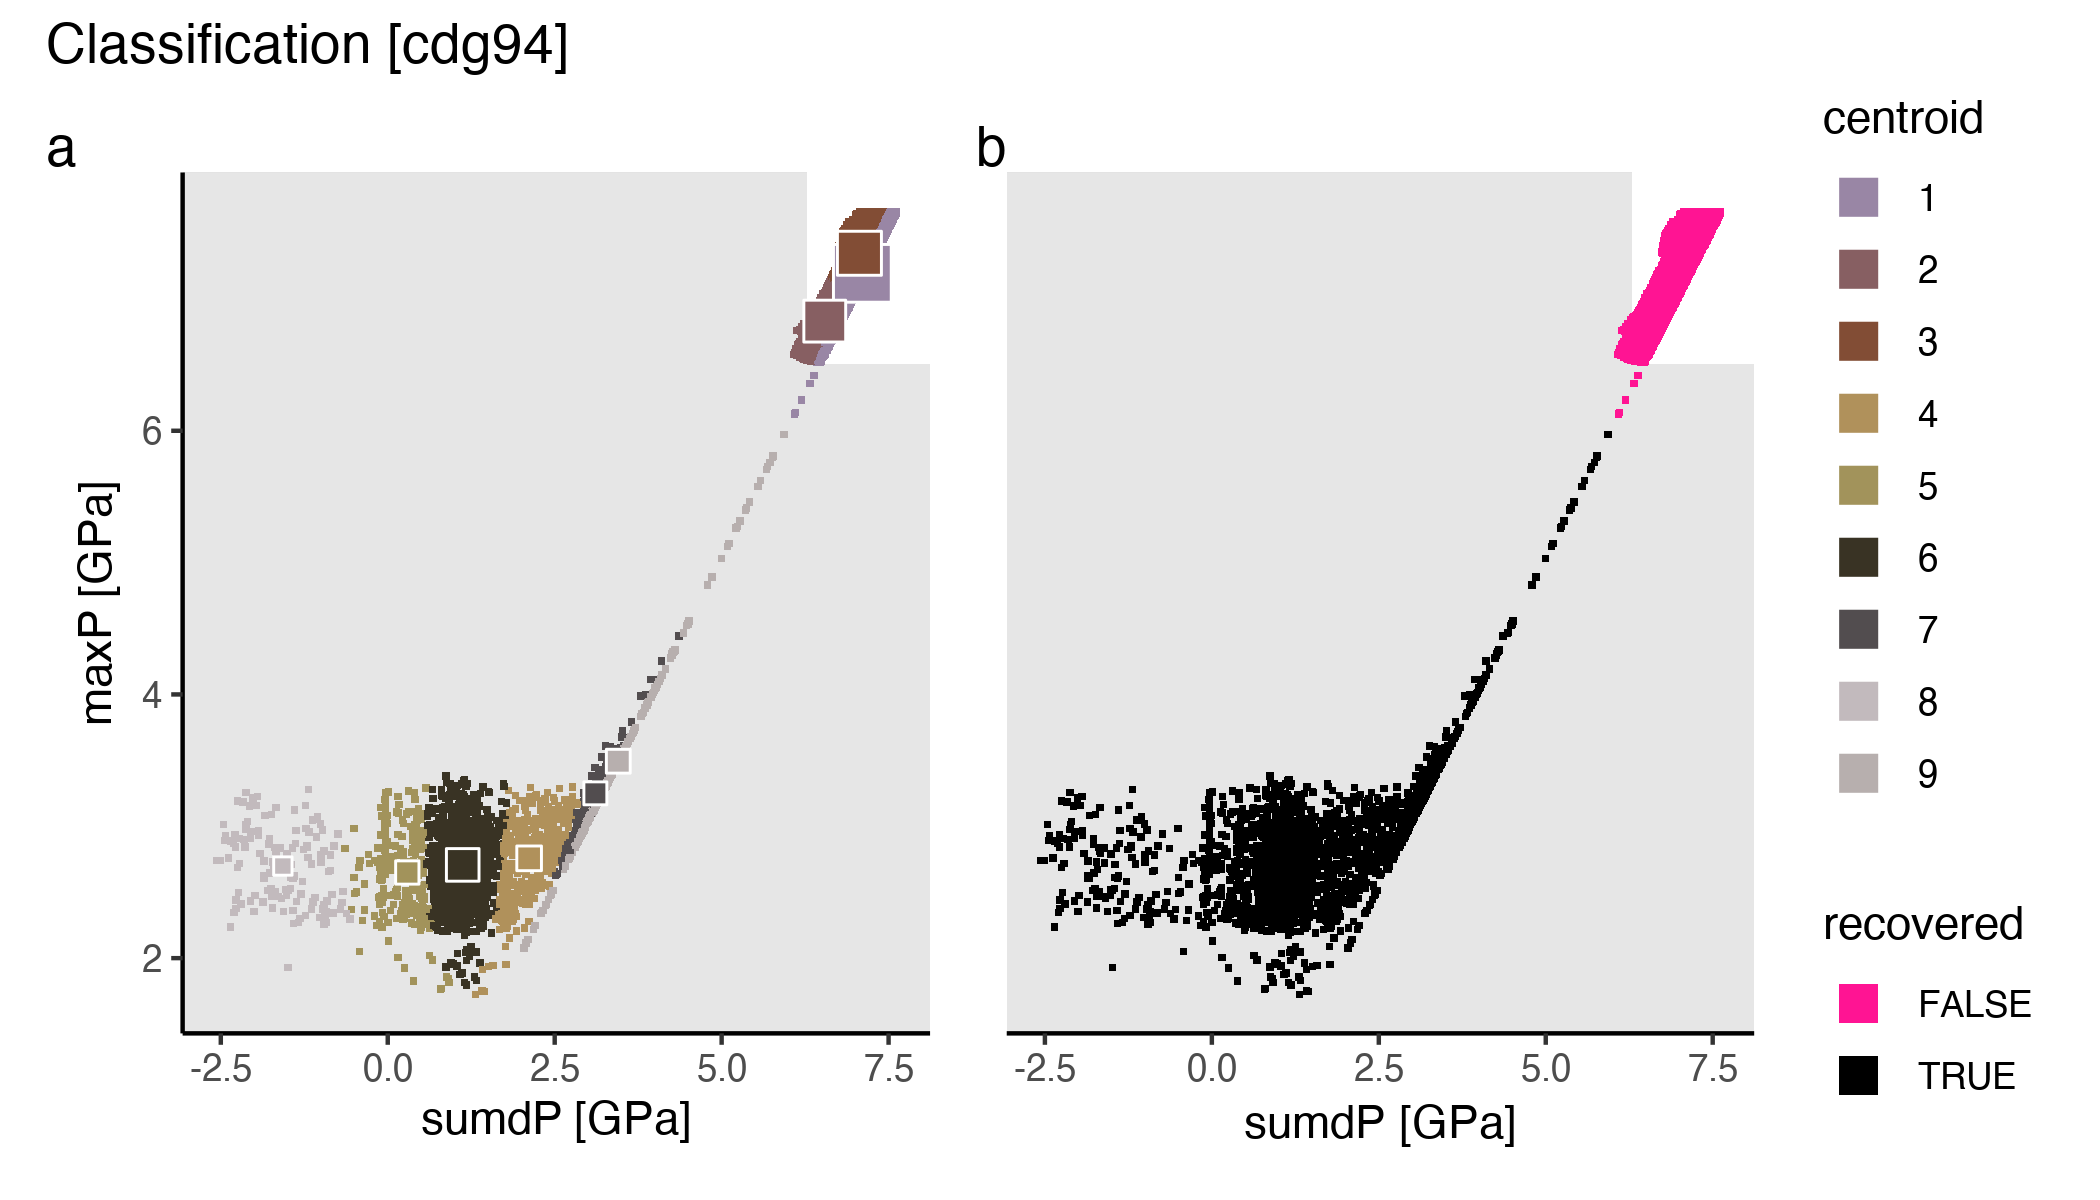 Classification [cdg94]
a
b
maxP [GPa]
6
4
2
-2.5 0.0 2.5 5.0 7.5
sumdP [GPa]
-2.5 0.0 2.5 5.0 7.5
sumdP [GPa]
centroid
1
2
3
4
5
6
7
8
9
recovered
FALSE
TRUE